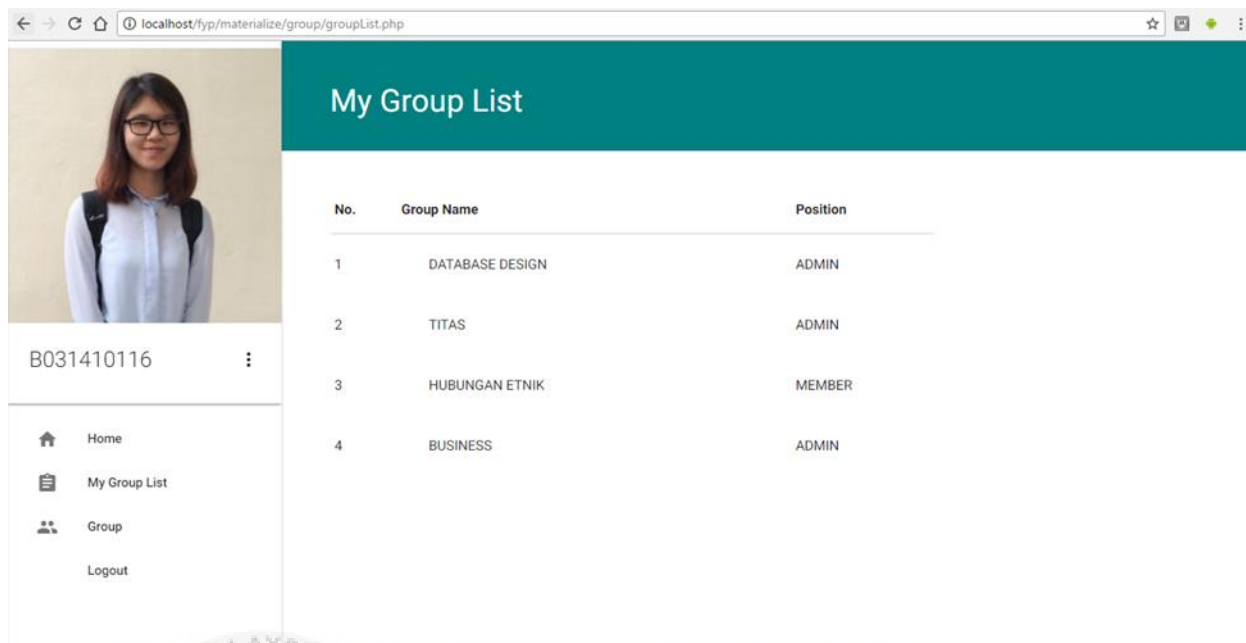 localhost/fyp/materialize/group/groupList.php
My Group List
No. Group Name Position
1 DATABASE DESIGN ADMIN
2 TITAS ADMIN
3 HUBUNGAN ETNIK MEMBER
4 BUSINESS ADMIN
B031410116
Home
My Group List
Group
Logout